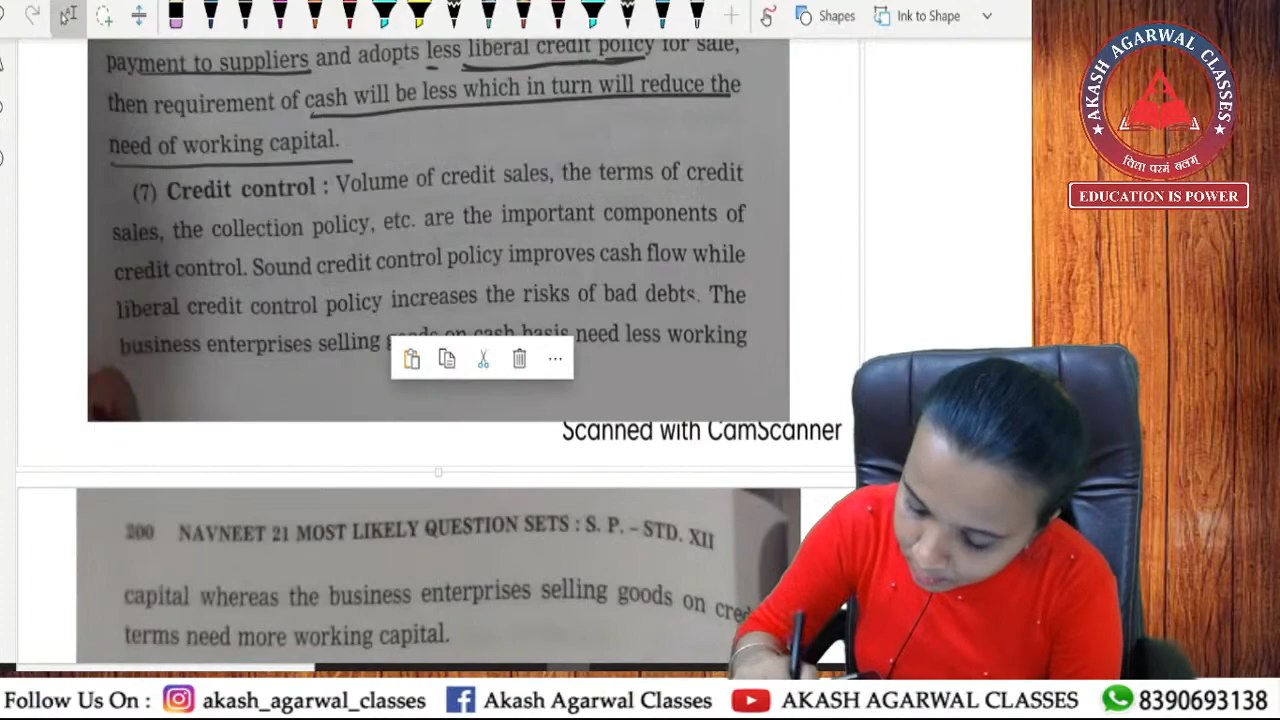 Shapes
Ink to Shape
payment to suppliers and adopts less liberal credit policy for sale,
then requirement of cash will be less which in turn will reduce the
need of working capital.
(7) Credit control : Volume of credit sales, the terms of credit
sales, the collection policy, etc. are the important components of
credit control. Sound credit control policy improves cash flow while
liberal credit control policy increases the risks of bad debts. The
business enterprises selling goods on cash basis need less working
Scanned with CamScanner
200 NAVNEET 21 MOST LIKELY QUESTION SETS : S. P. – STD. XII
capital whereas the business enterprises selling goods on
terms need more working capital.
AKASH AGARWAL CLASSES
विद्या परमं बलम्
EDUCATION IS POWER
Follow Us On : akash_agarwal_classes Akash Agarwal Classes AKASH AGARWAL CLASSES 8390693138